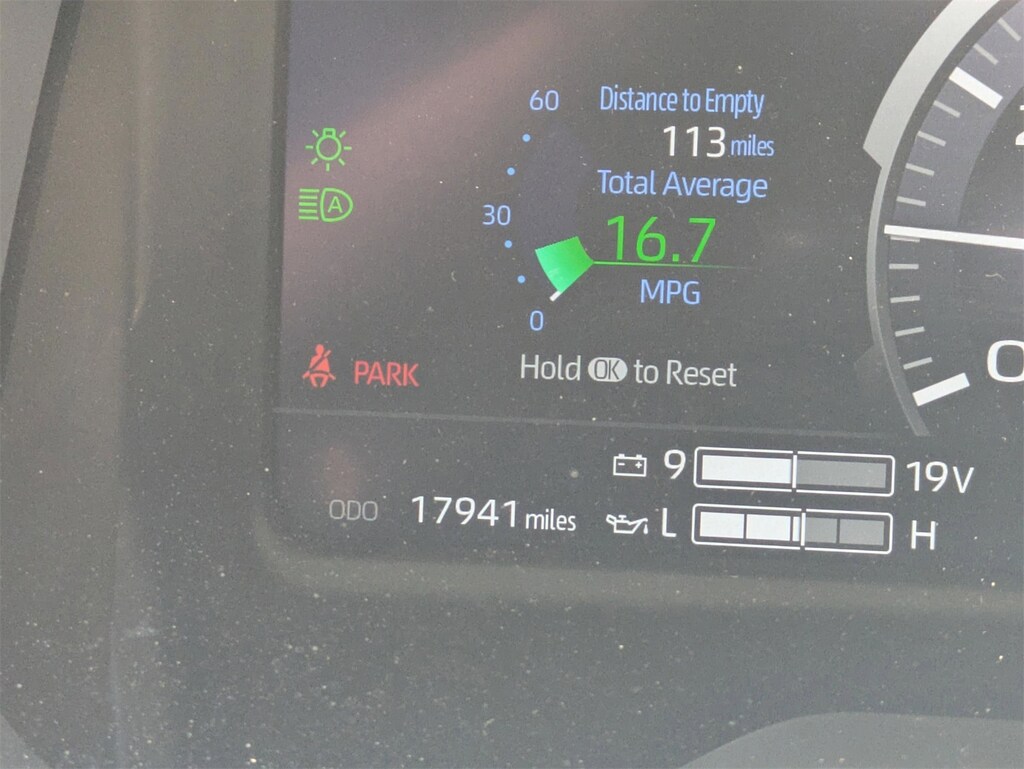 60
Distance to Empty
113 miles
Total Average
30
16.7
MPG
0
A
PARK
Hold OK to Reset
9
19V
ODO 17941 miles
L
H
0